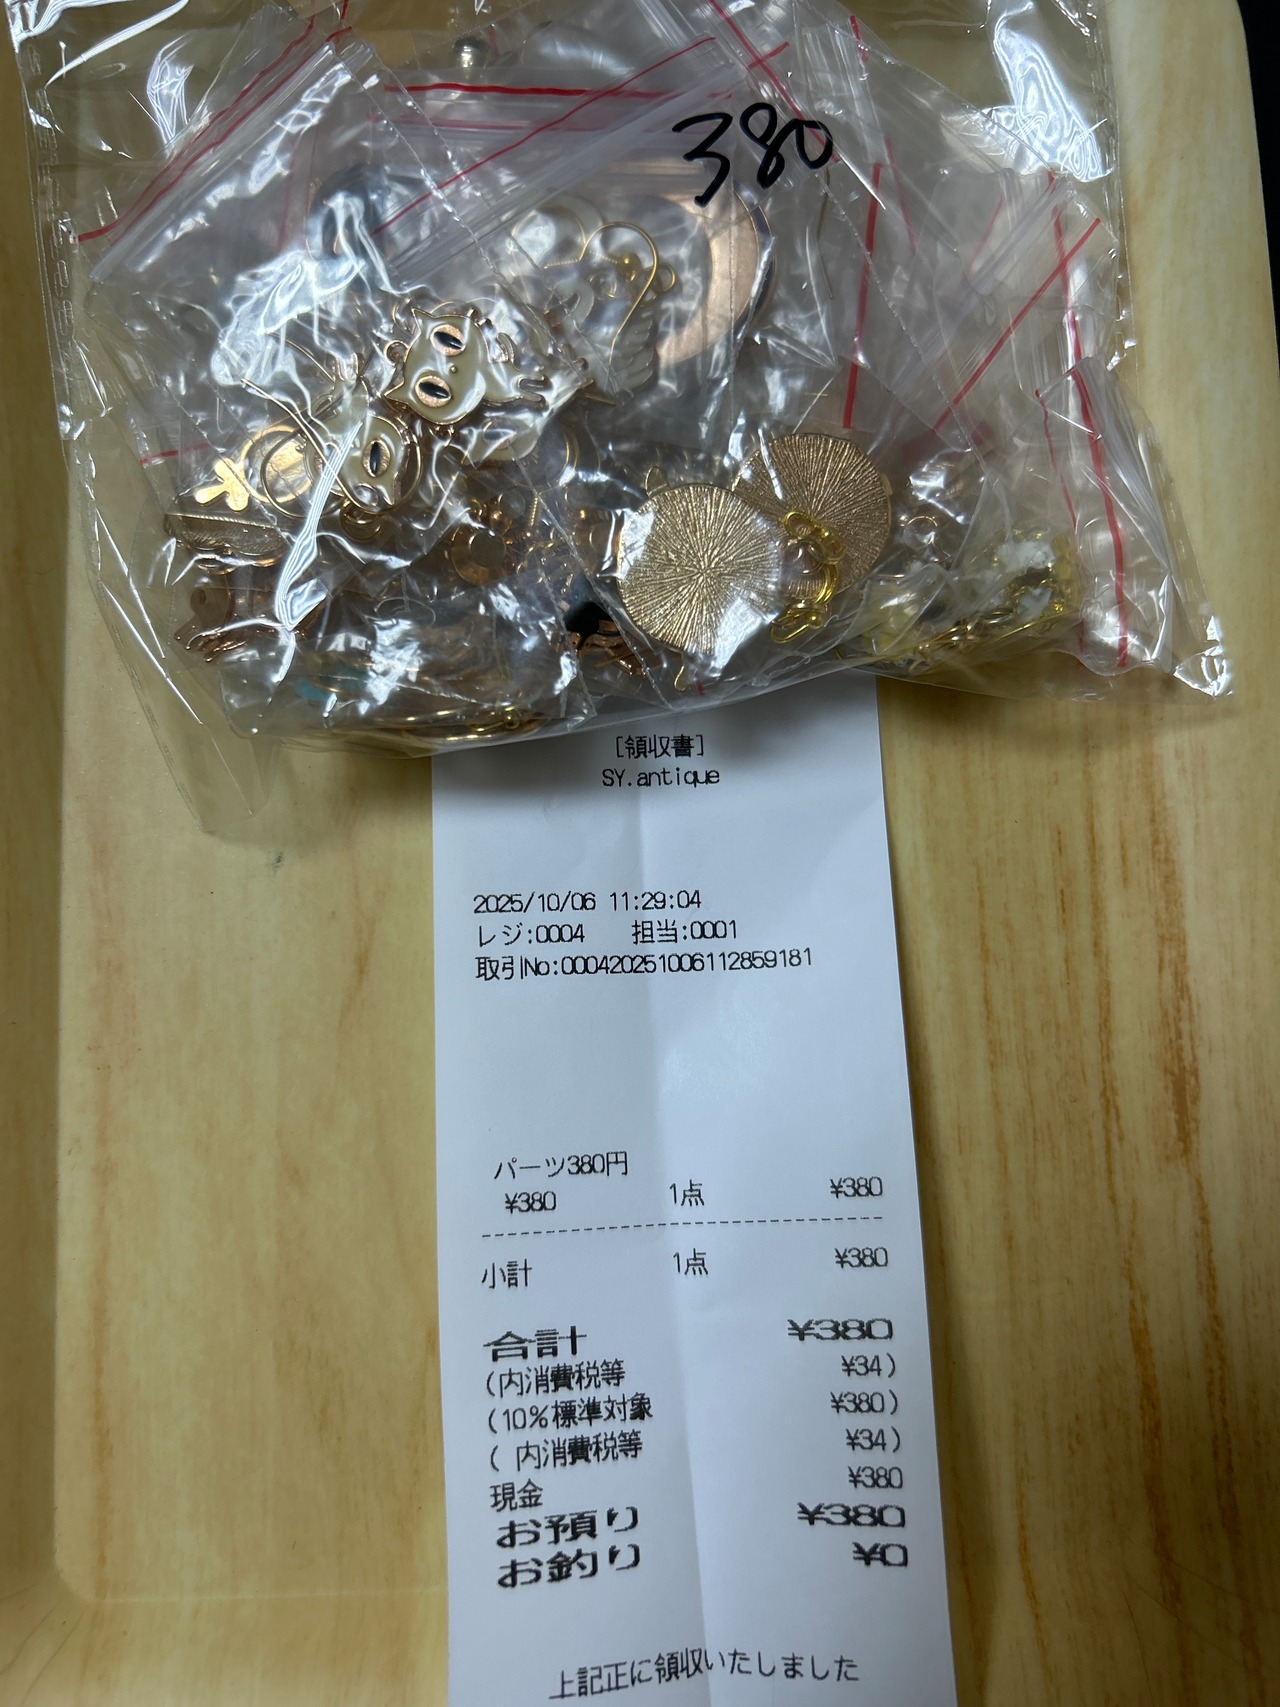 380
[領収書]
SY.antique
2025/10/06 11:29:04
レジ:0004 担当:0001
取引No:000420251006112859181
パーツ380円
¥380 1点 ¥380
小計 1点 ¥380
合計 ¥380
(内消費税等 ¥34)
(10%標準対象 ¥380)
( 内消費税等 ¥34)
現金 ¥380
お預り ¥380
お釣り ¥0
上記正に領収いたしました